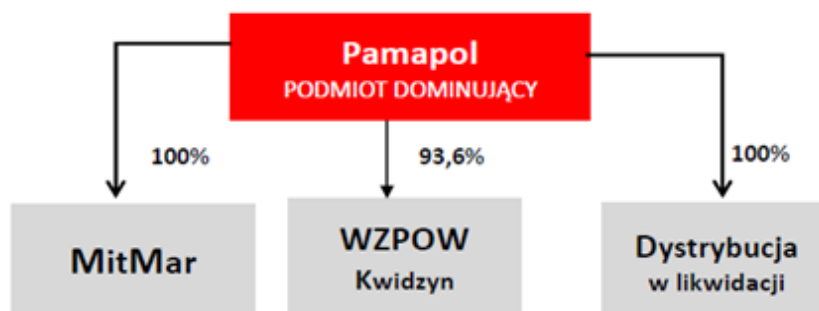 Pamapol
PODMIOT DOMINUJĄCY
100%
93,6%
100%
MitMar
WZPOW
Kwidzyn
Dystrybucja
w likwidacji